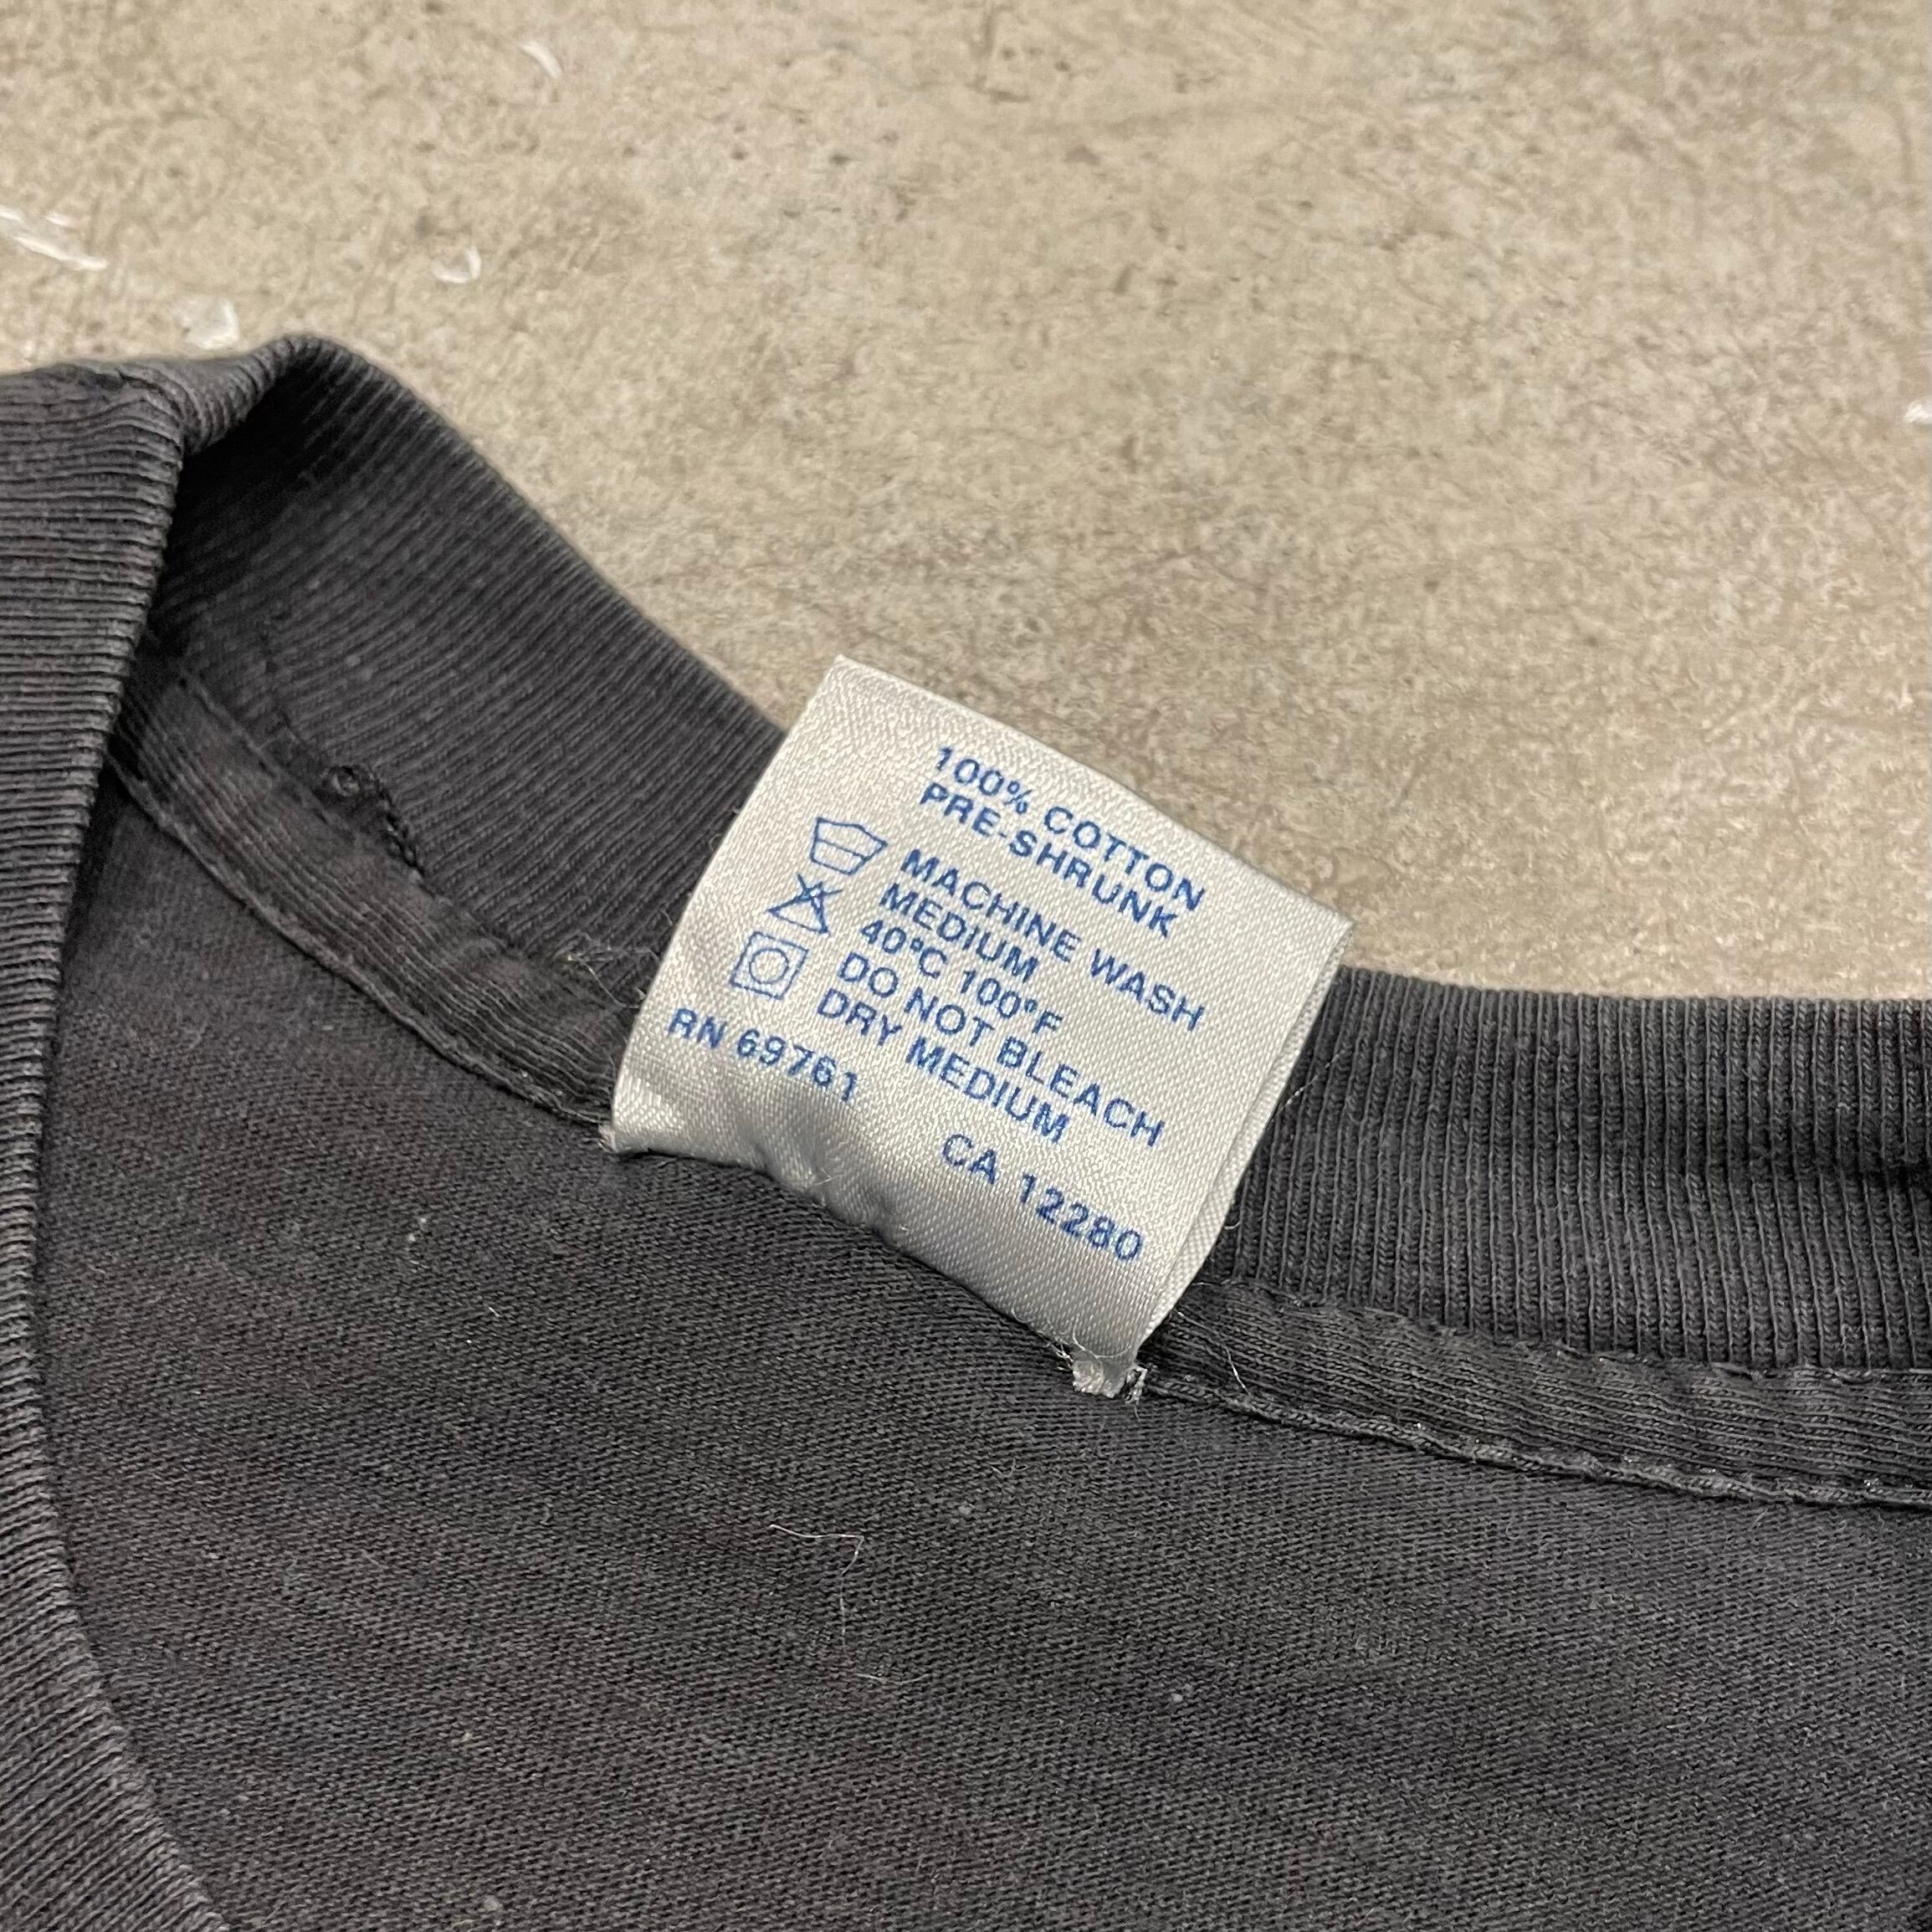 100% COTTON
PRE-SHRUNK
MACHINE WASH
MEDIUM
40°C 100°F
DO NOT BLEACH
DRY MEDIUM
RN 69761
CA 12280